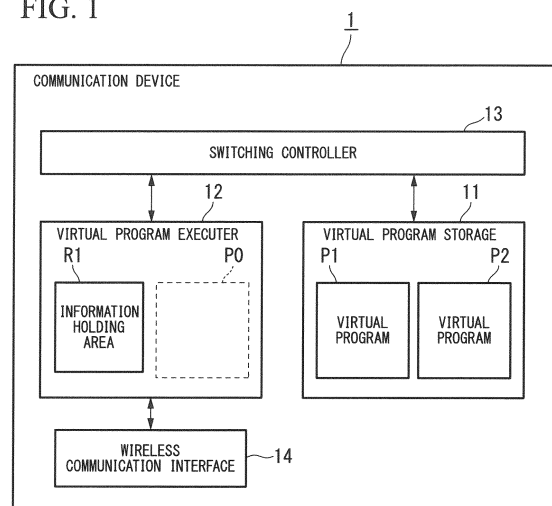 FIG. 1
1
COMMUNICATION DEVICE
13
SWITCHING CONTROLLER
12
11
VIRTUAL PROGRAM EXECUTER
VIRTUAL PROGRAM STORAGE
R1
P0
P1
P2
INFORMATION
HOLDING
AREA
VIRTUAL
PROGRAM
VIRTUAL
PROGRAM
WIRELESS
COMMUNICATION INTERFACE
14